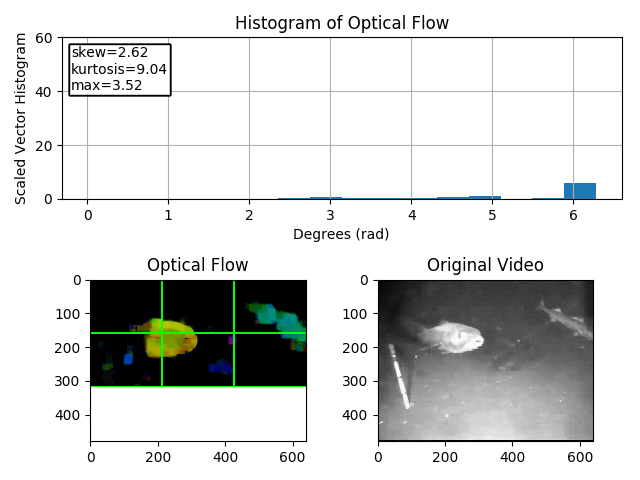 Histogram of Optical Flow
Scaled Vector Histogram
60
40
20
0
skew=2.62
kurtosis=9.04
max=3.52
0 1 2 3 4 5 6
Degrees (rad)
Optical Flow
0
100
200
300
400
0 200 400 600
Original Video
0
100
200
300
400
0 200 400 600